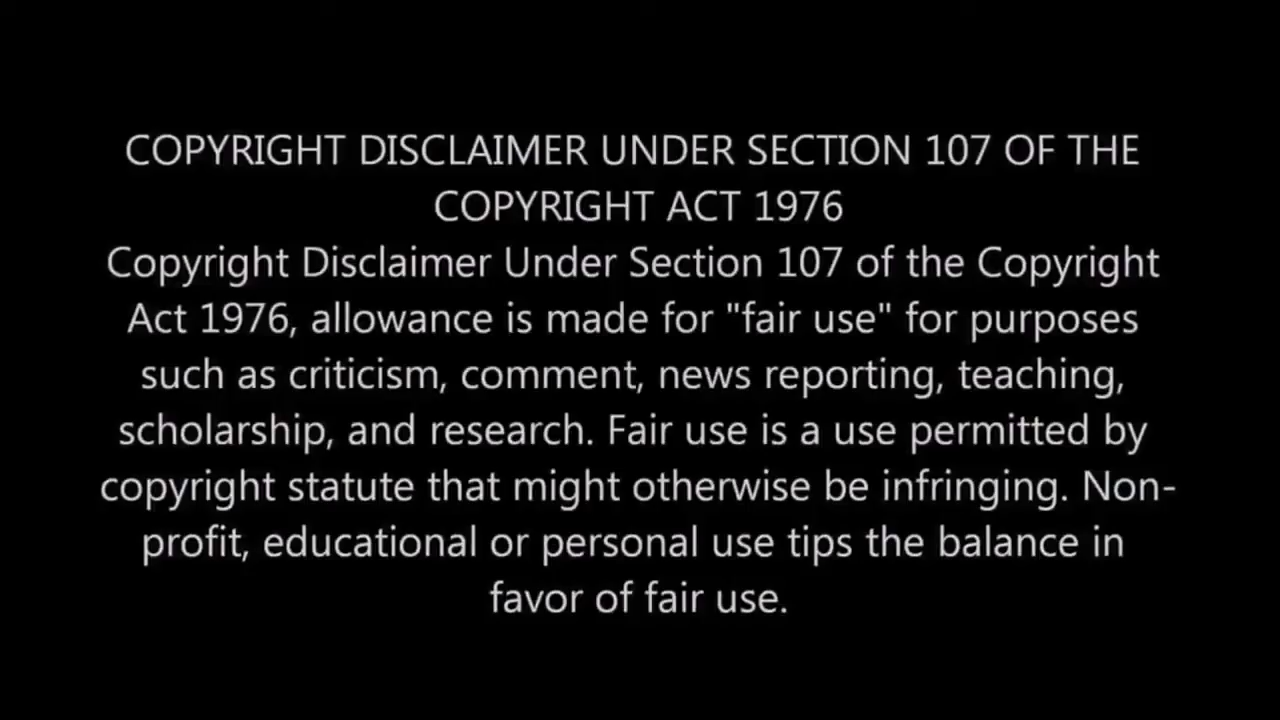 COPYRIGHT DISCLAIMER UNDER SECTION 107 OF THE
COPYRIGHT ACT 1976
Copyright Disclaimer Under Section 107 of the Copyright
Act 1976, allowance is made for "fair use" for purposes
such as criticism, comment, news reporting, teaching,
scholarship, and research. Fair use is a use permitted by
copyright statute that might otherwise be infringing. Non-
profit, educational or personal use tips the balance in
favor of fair use.